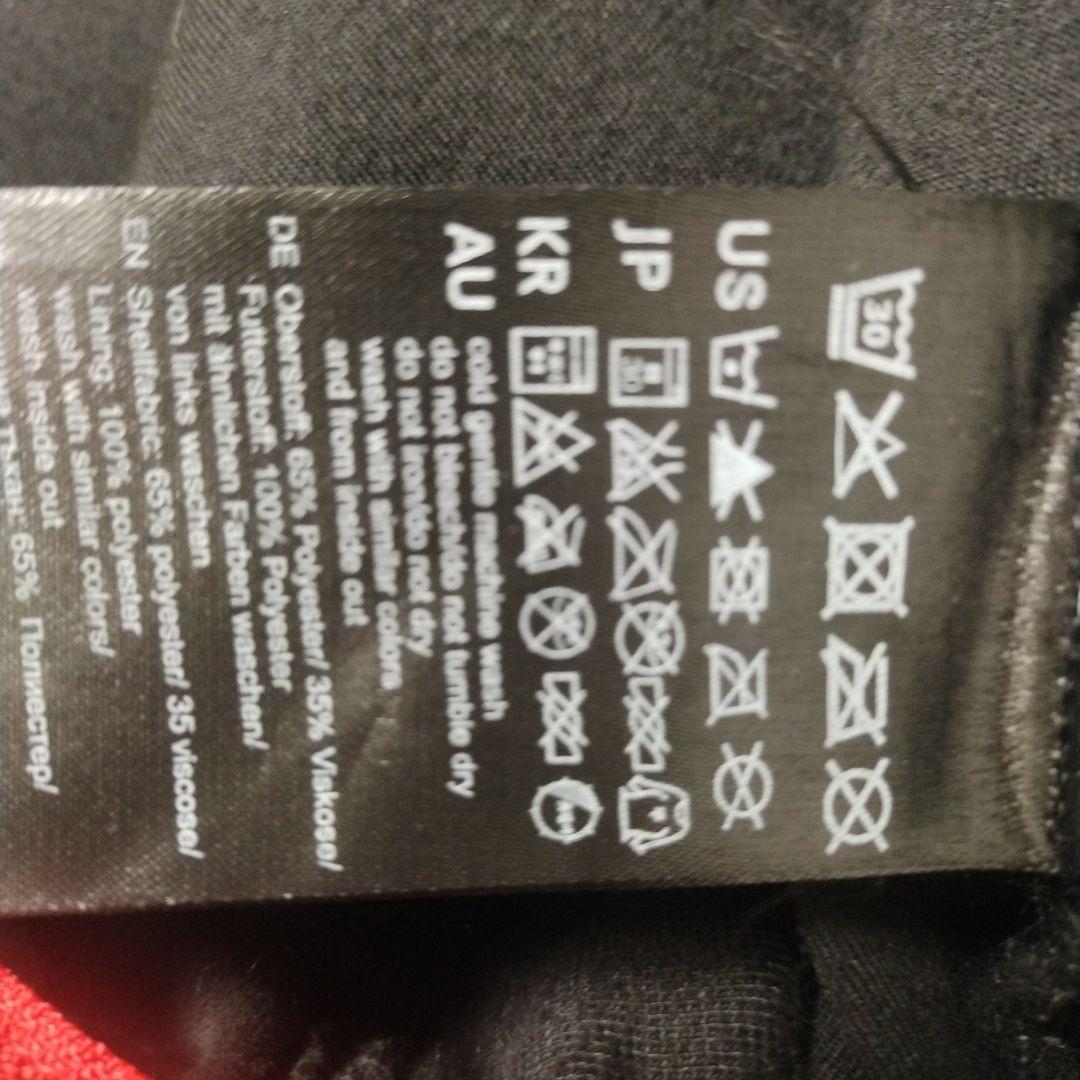 30
US
JP
30
KR
AU cold gentle machine wash
do not bleach/do not tumble dry
do not iron/do not dry
wash with similar colors
and from inside out
DE Oberstoff: 65% Polyester/ 35% Viskose/
Futterstoff: 100% Polyester
mit ähnlichen Farben waschen/
von links waschen
EN Shellfabric: 65% polyester/ 35 viscose/
Lining: 100% polyester
wash with similar colors/
wash inside out
65% Полиестер/